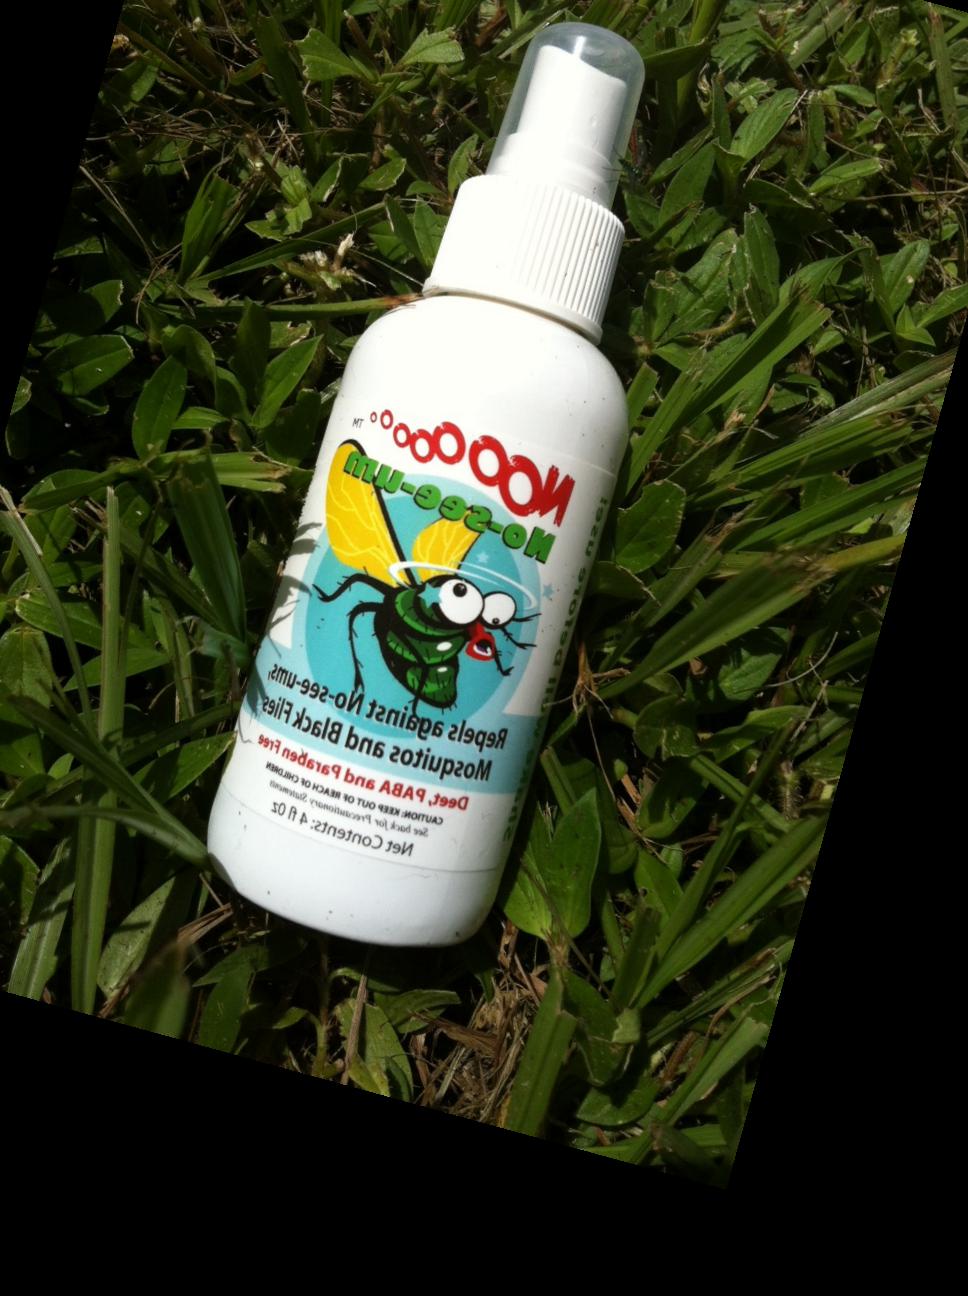 NOOOoooooo
TM
No-see-um
Repels against No-see-ums,
Mosquitos and Black Flies
Deet, PABA and Paraben Free
CAUTION: KEEP OUT OF REACH OF CHILDREN
See back for Precautionary Statements
Net Contents: 4 fl oz